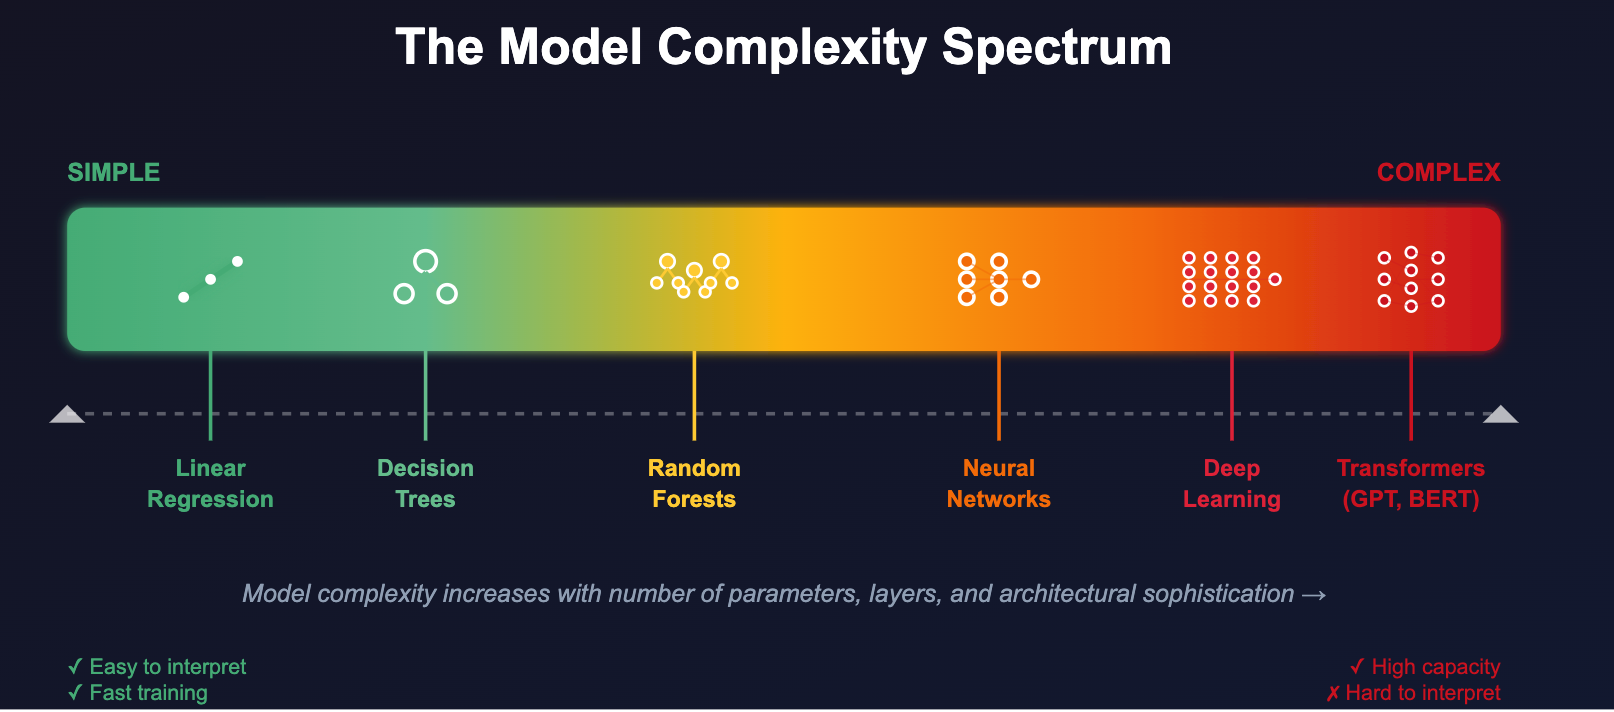 The Model Complexity Spectrum
SIMPLE
COMPLEX
Linear
Regression
Decision
Trees
Random
Forests
Neural
Networks
Deep
Learning
Transformers
(GPT, BERT)
Model complexity increases with number of parameters, layers, and architectural sophistication →
✓ Easy to interpret
✓ Fast training
✓ High capacity
✗ Hard to interpret